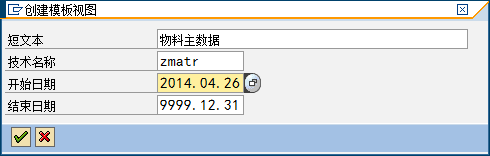 创建模板视图
短文本 物料主数据
技术名称 zmatr
开始日期 2014.04.26
结束日期 9999.12.31